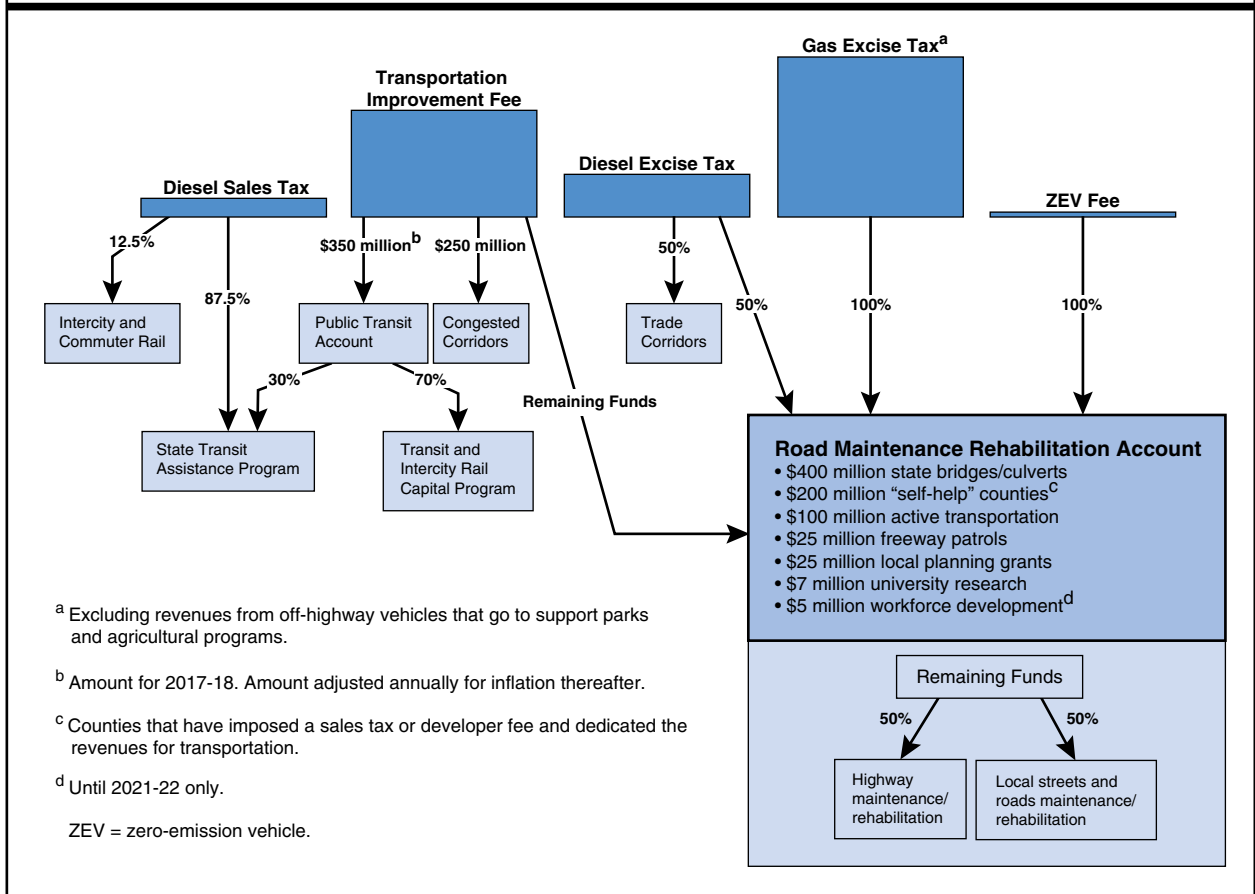 Gas Excise Tax^a
Transportation
Improvement Fee
Diesel Excise Tax
Diesel Sales Tax
ZEV Fee
12.5%
87.5%
$350 million^b
$250 million
50%
50%
100%
100%
Intercity and
Commuter Rail
Public Transit
Account
Congested
Corridors
Trade
Corridors
30%
70%
Remaining Funds
State Transit
Assistance Program
Transit and
Intercity Rail
Capital Program
Road Maintenance Rehabilitation Account
• $400 million state bridges/culverts
• $200 million “self-help” counties^c
• $100 million active transportation
• $25 million freeway patrols
• $25 million local planning grants
• $7 million university research
• $5 million workforce development^d
Remaining Funds
50%
50%
Highway
maintenance/
rehabilitation
Local streets and
roads maintenance/
rehabilitation
^a Excluding revenues from off-highway vehicles that go to support parks
and agricultural programs.
^b Amount for 2017-18. Amount adjusted annually for inflation thereafter.
^c Counties that have imposed a sales tax or developer fee and dedicated the
revenues for transportation.
^d Until 2021-22 only.
ZEV = zero-emission vehicle.